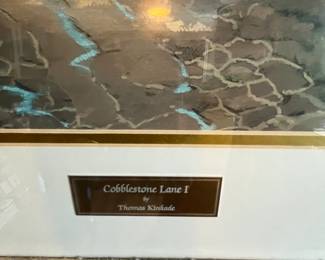 Cobblestone Lane I
by
Thomas Kinkade